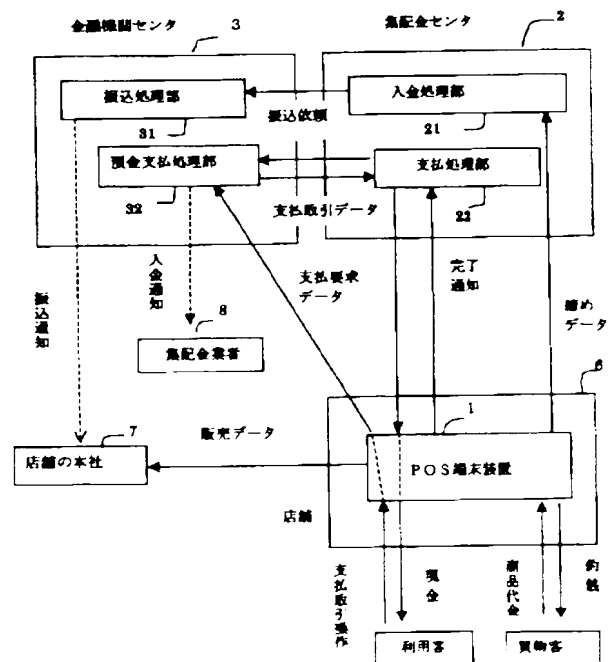 金融機関センタ
3
集配金センタ
2
振込処理部
31
入金処理部
21
振込依頼
預金支払処理部
32
支払処理部
22
支払取引データ
振込通知
入金通知
支払要求
データ
完了
通知
締め
データ
8
集配金業者
6
1
7
店舗の本社
販売データ
POS端末装置
店舗
支払取引操作
現金
商品代金
釣銭
利用客
買物客